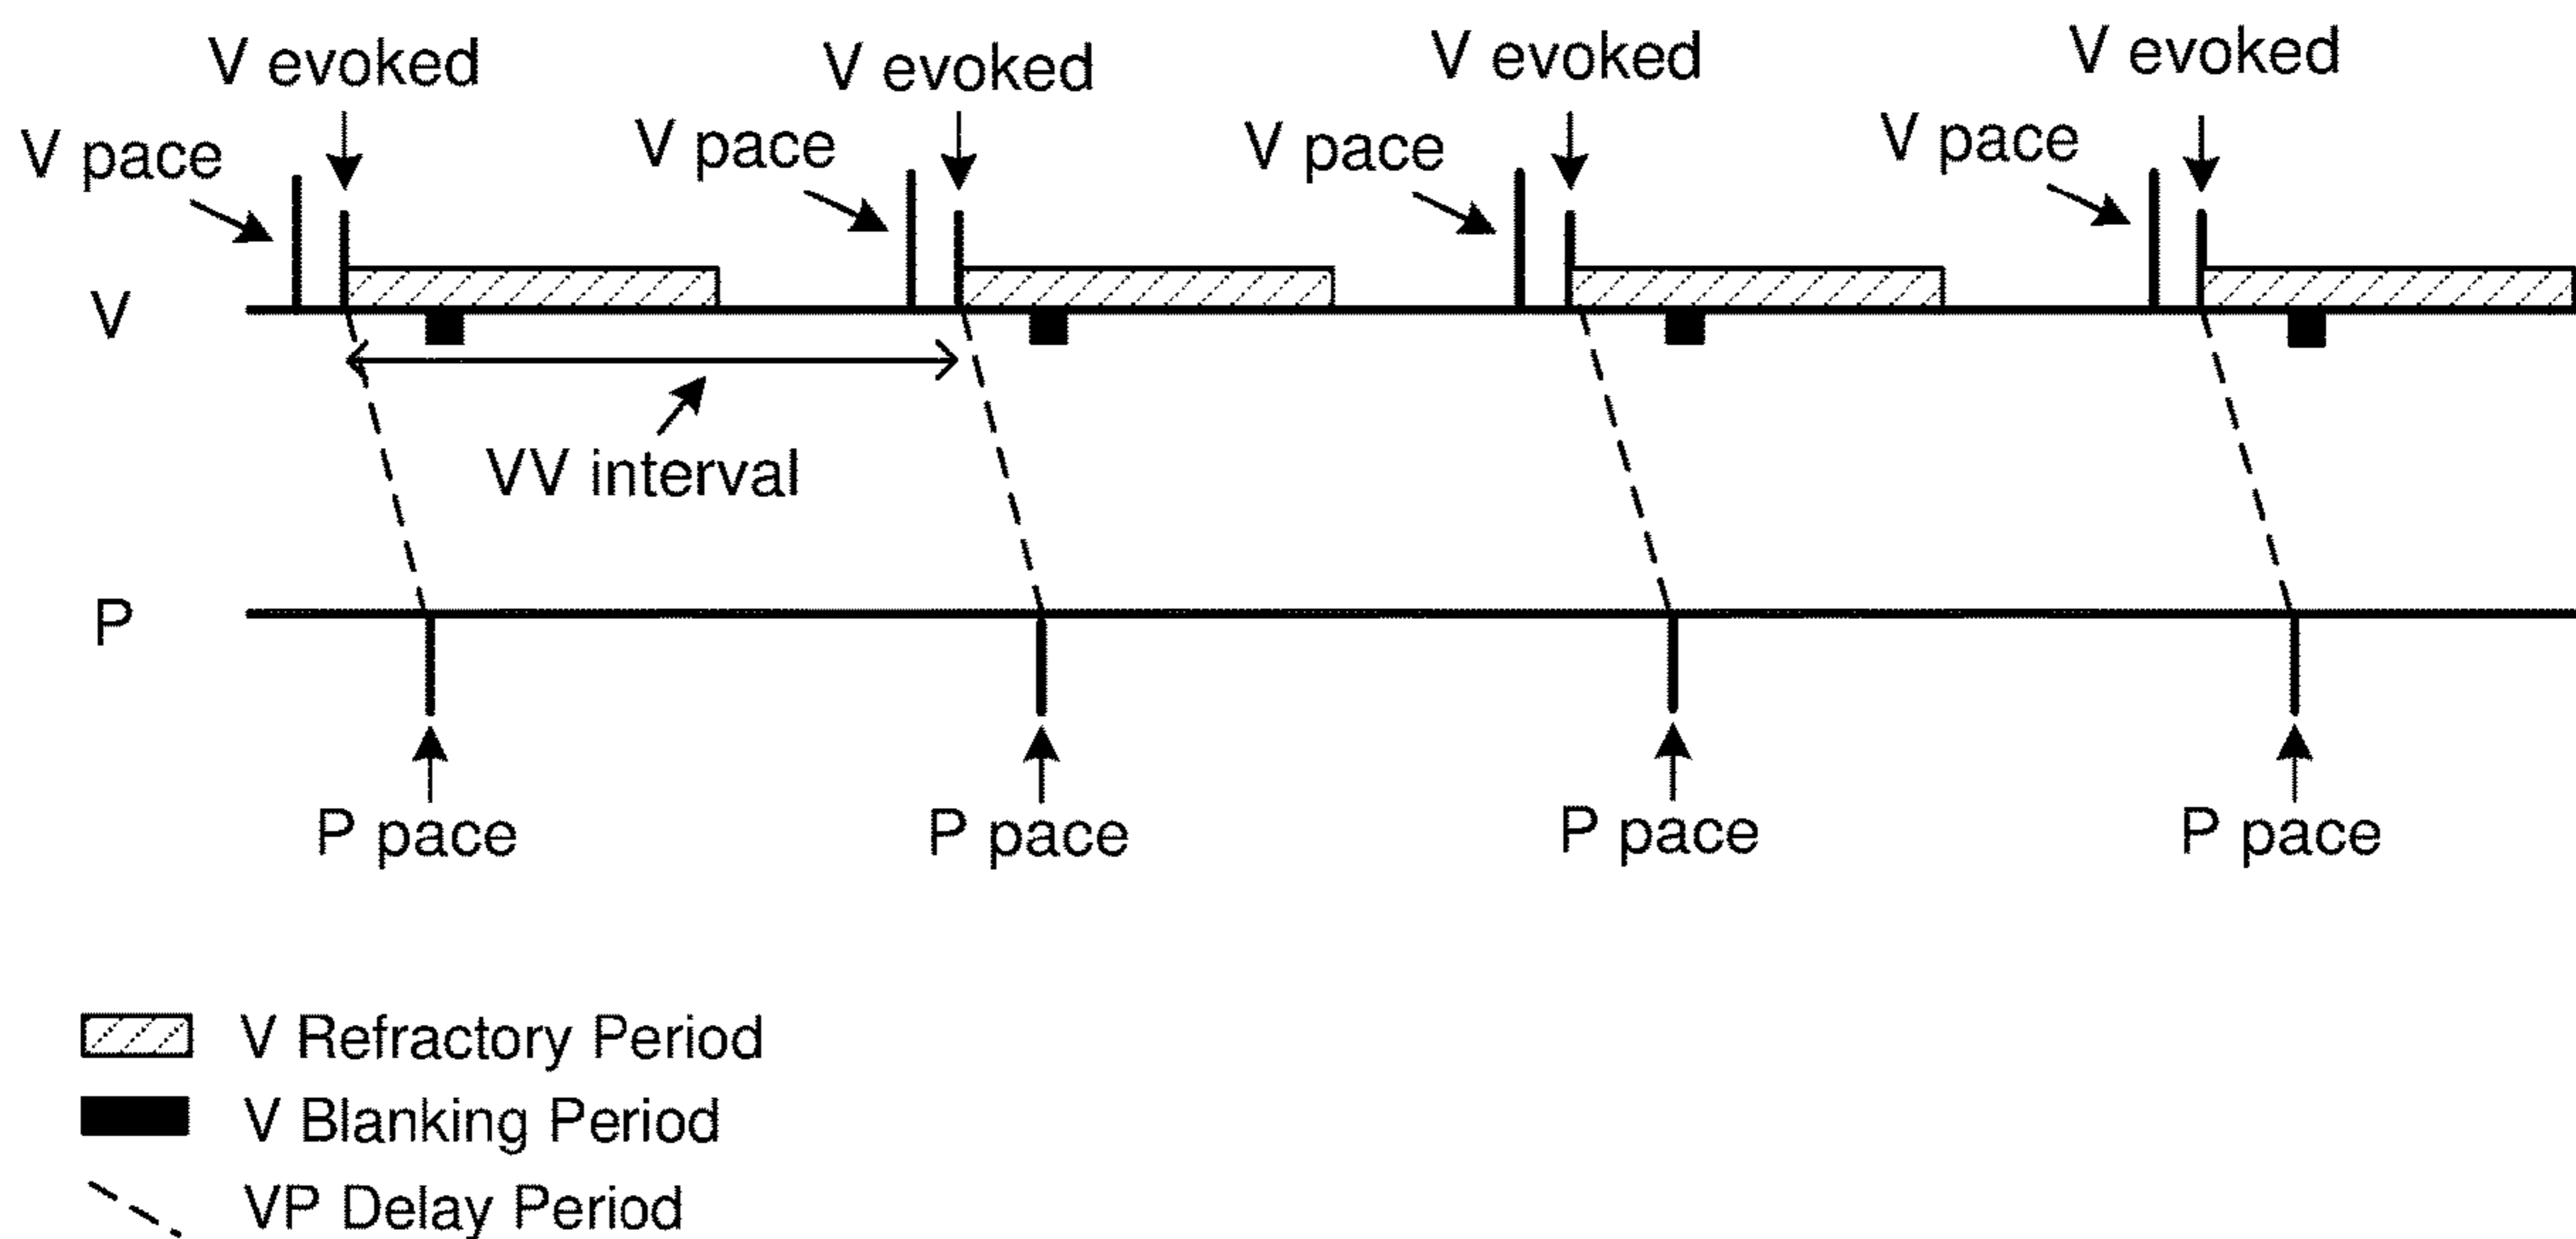 V evoked
V evoked
V evoked
V evoked
V pace
V pace
V pace
V pace
V
VV interval
P
P pace
P pace
P pace
P pace
V Refractory Period
V Blanking Period
VP Delay Period